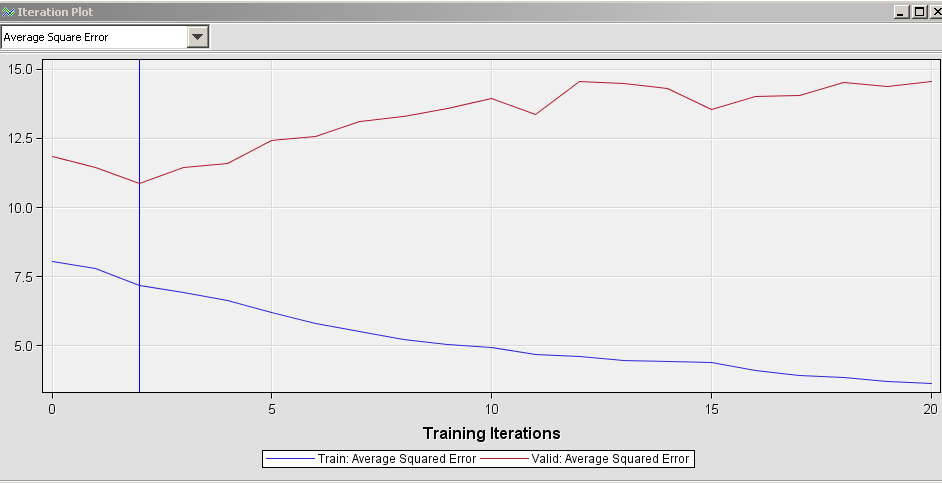 Iteration Plot
Average Square Error
15.0
12.5
10.0
7.5
5.0
0 5 10 15 20
Training Iterations
Train: Average Squared Error Valid: Average Squared Error